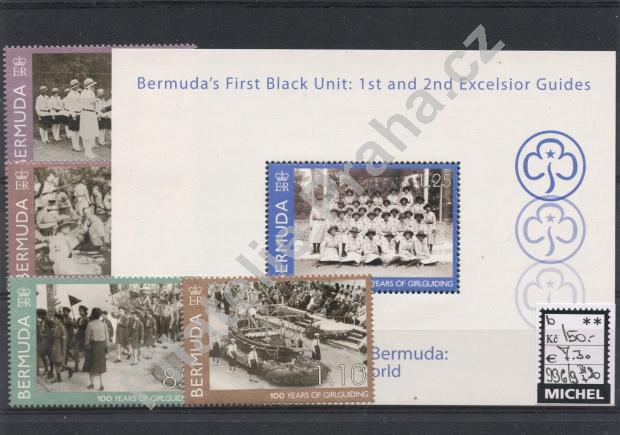 Bermuda's First Black Unit: 1st and 2nd Excelsior Guides
BERMUDA
BERMUDA
BERMUDA
1.25
YEARS OF GIRLGUIDING
BERMUDA
100 YEARS OF GIRLGUIDING
BERMUDA
1.10
100 YEARS OF GIRLGUIDING
Bermuda:
orld
b **
Kč 150.-
€ 7.30
MICHEL